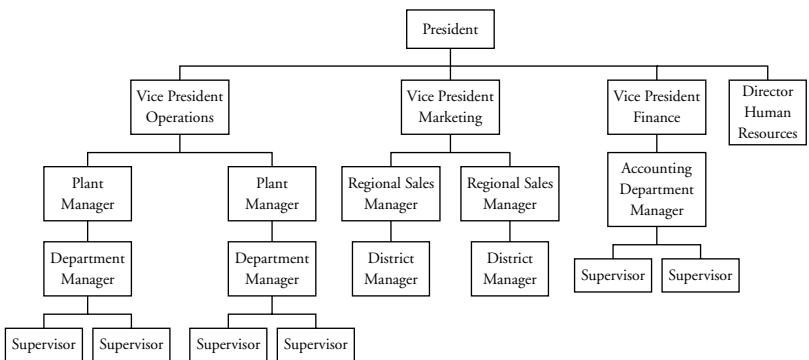 President
Vice President
Operations
Vice President
Marketing
Vice President
Finance
Director
Human
Resources
Plant
Manager
Plant
Manager
Regional Sales
Manager
Regional Sales
Manager
Accounting
Department
Manager
Department
Manager
Department
Manager
District
Manager
District
Manager
Supervisor
Supervisor
Supervisor
Supervisor
Supervisor
Supervisor